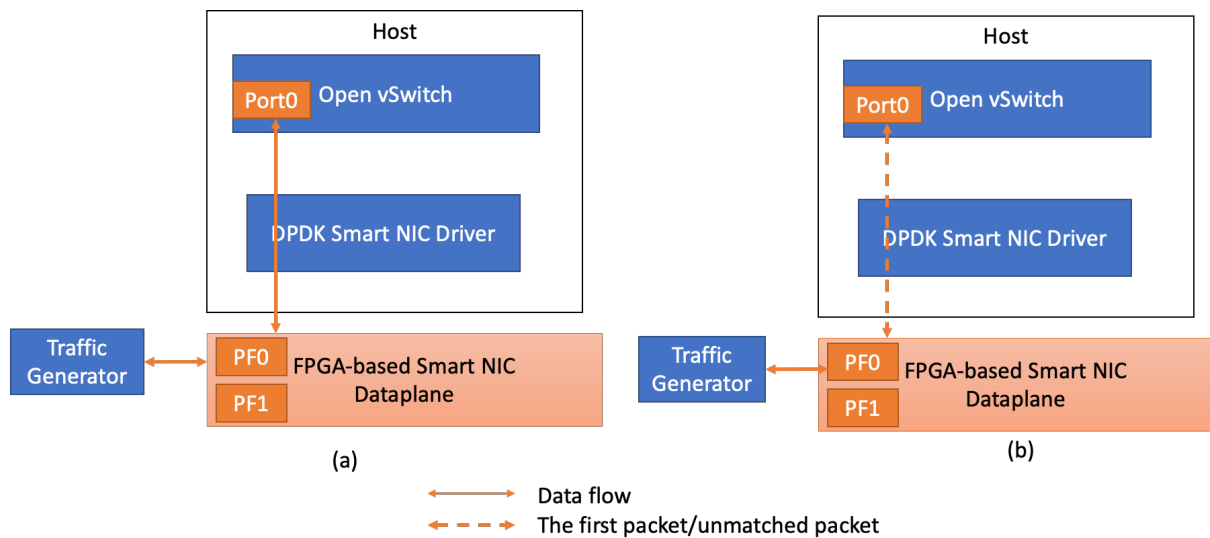 Host
Port0
Open vSwitch
DPDK Smart NIC Driver
Traffic
Generator
PF0
PF1
FPGA-based Smart NIC
Dataplane
(a)
Host
Port0
Open vSwitch
DPDK Smart NIC Driver
Traffic
Generator
PF0
PF1
FPGA-based Smart NIC
Dataplane
(b)
Data flow
The first packet/unmatched packet